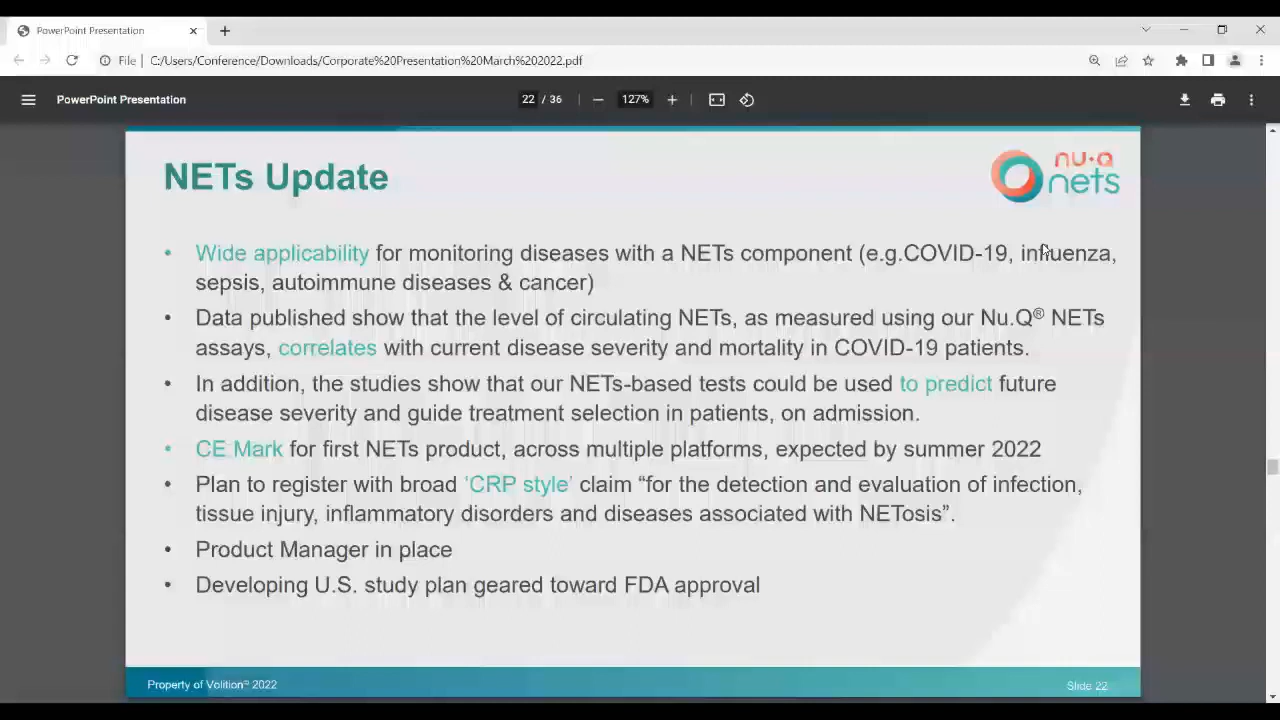 PowerPoint Presentation
File
C:/Users/Conference/Downloads/Corporate%20Presentation%20March%202022.pdf
PowerPoint Presentation
22 / 36
127%
NETs Update
nu.Q
nets
• Wide applicability for monitoring diseases with a NETs component (e.g.COVID-19, influenza,
sepsis, autoimmune diseases & cancer)
• Data published show that the level of circulating NETs, as measured using our Nu.Q® NETs
assays, correlates with current disease severity and mortality in COVID-19 patients.
• In addition, the studies show that our NETs-based tests could be used to predict future
disease severity and guide treatment selection in patients, on admission.
• CE Mark for first NETs product, across multiple platforms, expected by summer 2022
• Plan to register with broad ‘CRP style’ claim “for the detection and evaluation of infection,
tissue injury, inflammatory disorders and diseases associated with NETosis”.
• Product Manager in place
• Developing U.S. study plan geared toward FDA approval
Property of Volition® 2022
Slide 22